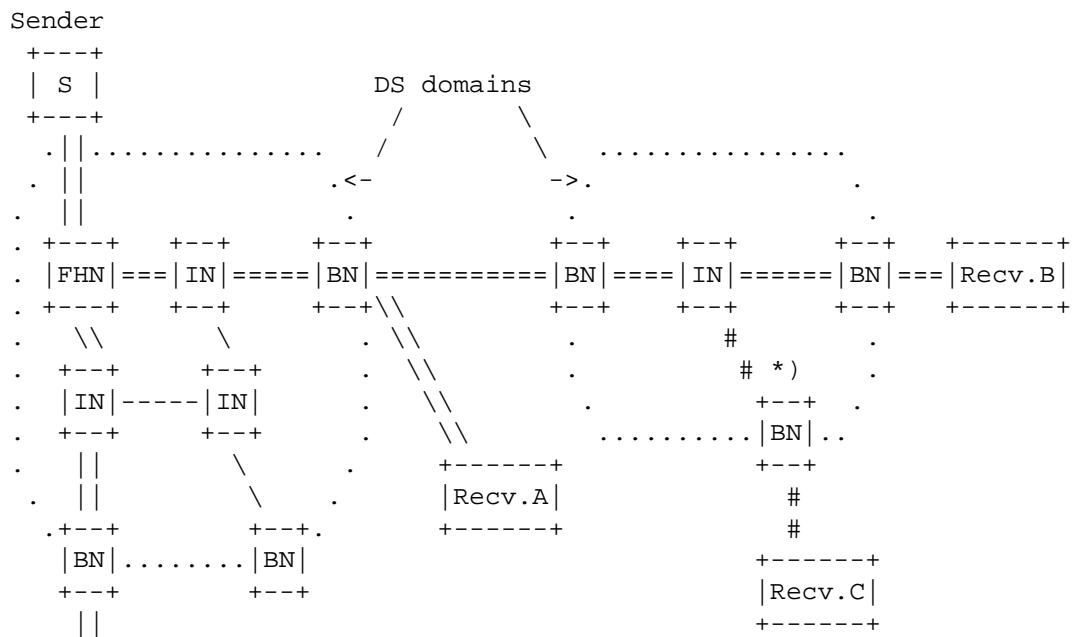 Sender
+---+
| S |                 DS domains
+---+                  /      \
.||...............   /         \   ................
. ||               .<-         ->.                .
. ||                .            .                 .
. +---+   +--+    +--+           +--+   +--+      +--+   +------+
. |FHN|===|IN|=====|BN|===========|BN|====|IN|======|BN|===|Recv.B|
. +---+   +--+    +--+\\         +--+   +--+      +--+   +------+
.   \\      \       .  \\         .       #         .
.  +--+    +--+     .   \\        .        # *)     .
.  |IN|-----|IN|    .    \\       .        +--+    .
.  +--+    +--+     .     \\       ..........|BN|..
.   ||       \     .    +------+           +--+
.   ||        \   .     |Recv.A|             #
.+--+        +--+.      +------+             #
|BN|........|BN|                          +------+
+--+        +--+                          |Recv.C|
||                                        +------+